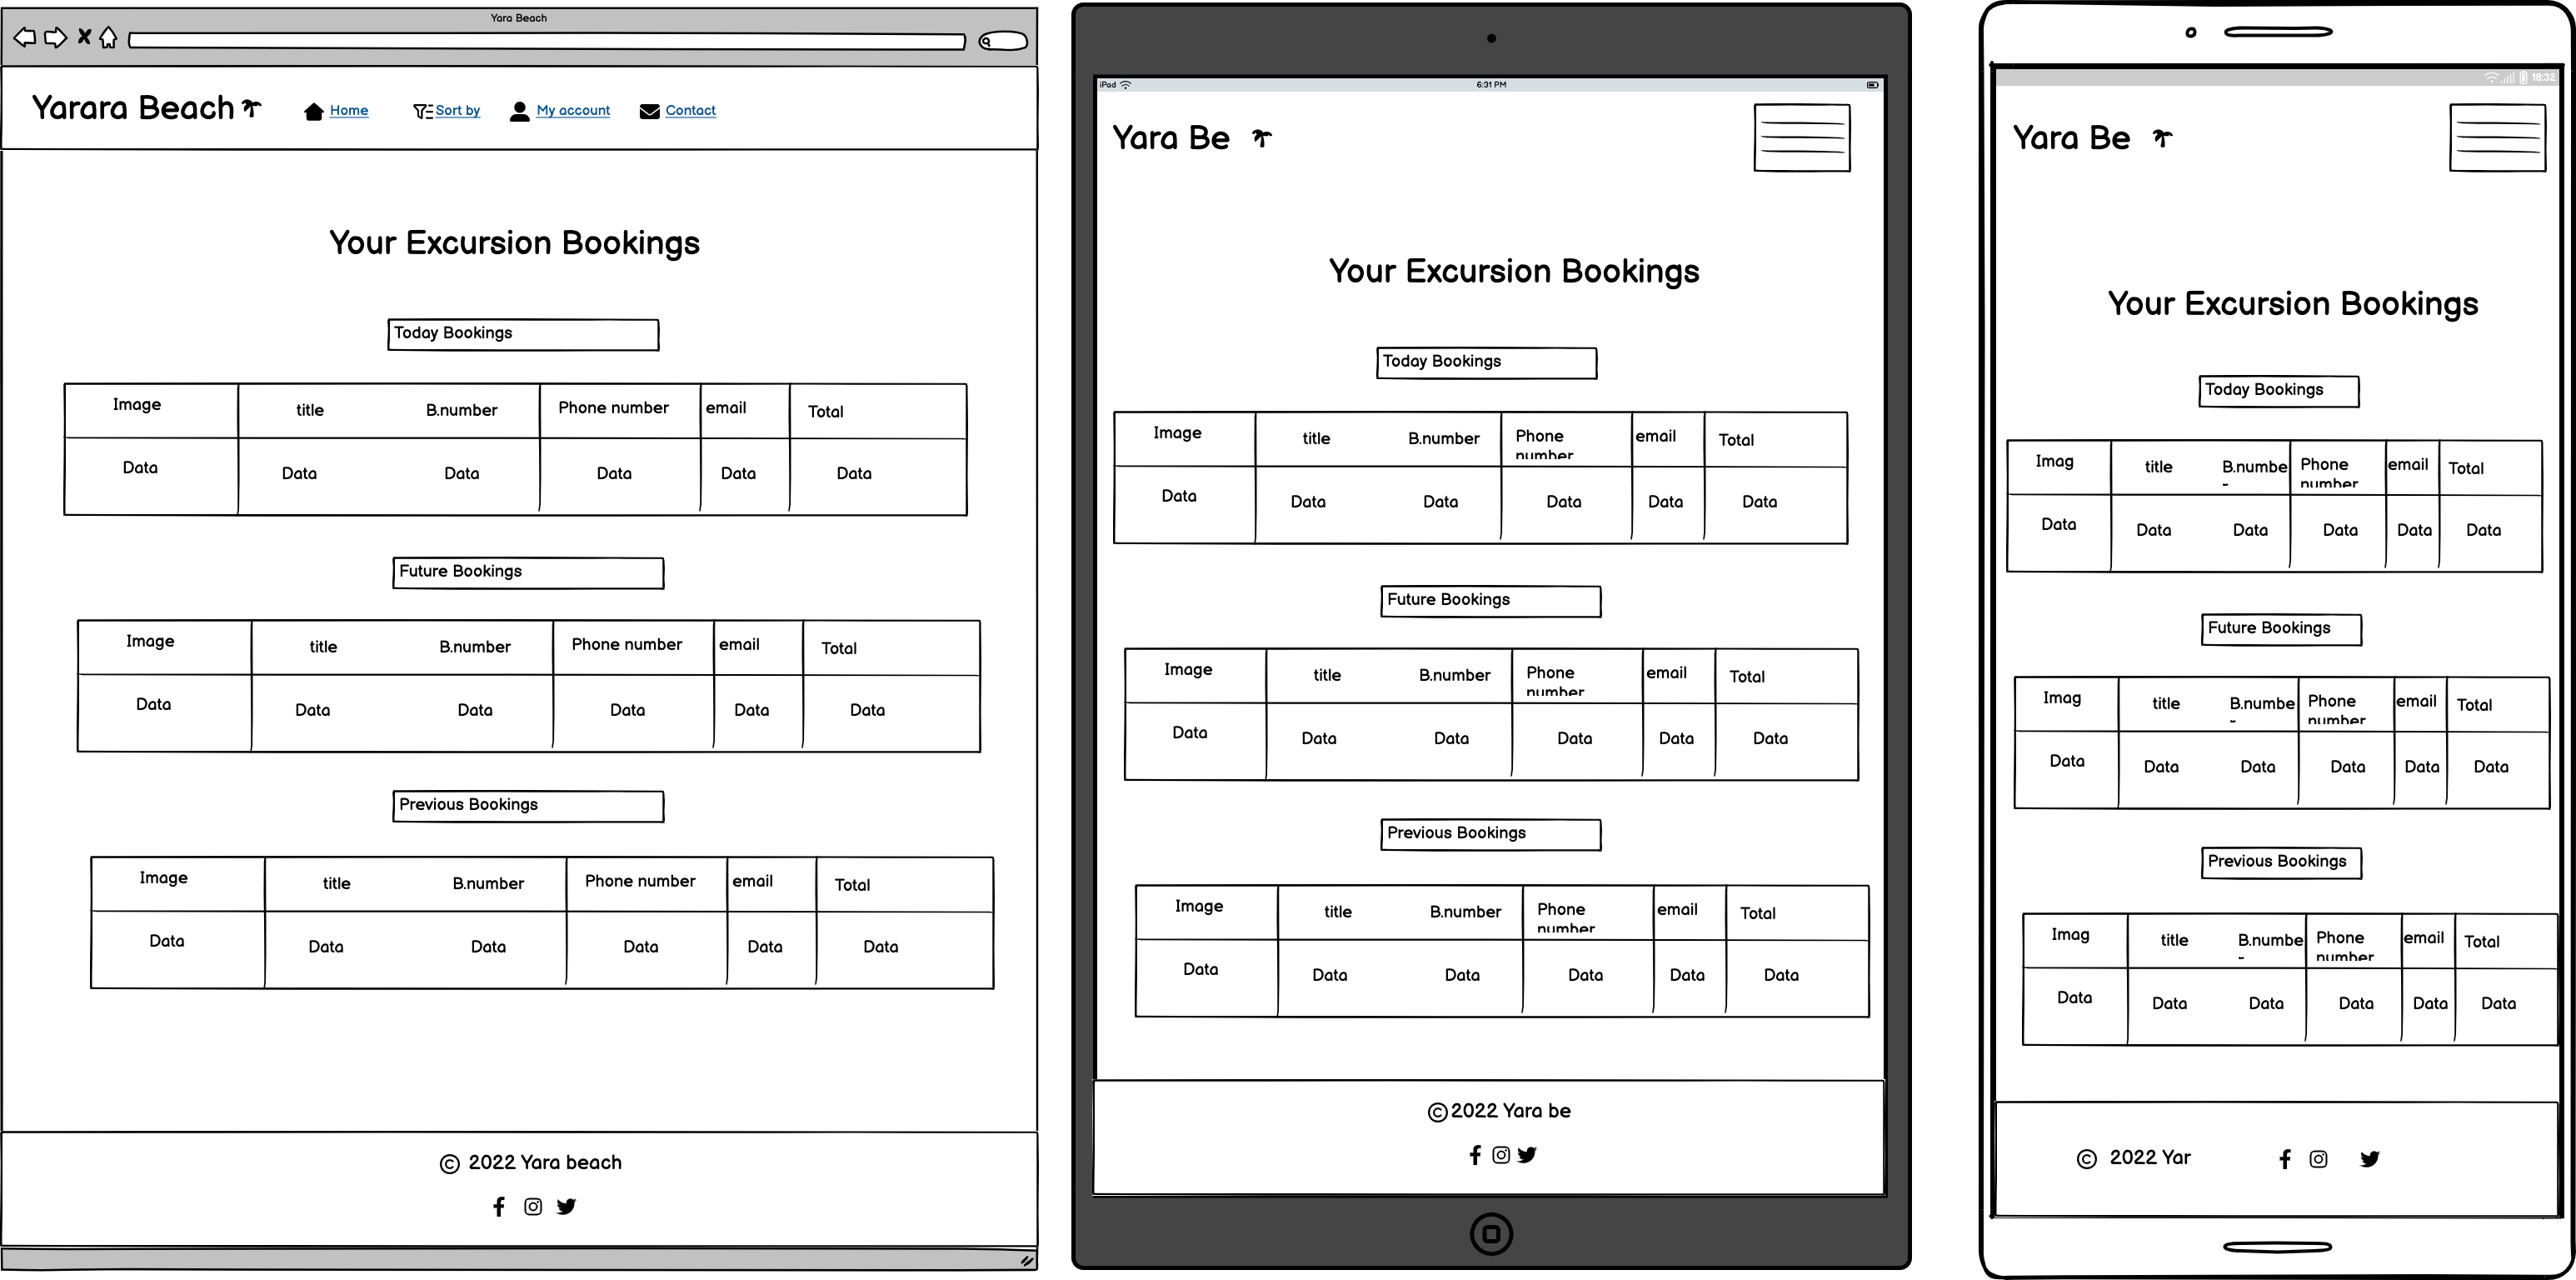 Yara Beach
Yarara Beach Home Sort by My account Contact
Your Excursion Bookings
Today Bookings
Image title B.number Phone number email Total
Data Data Data Data Data Data
Future Bookings
Image title B.number Phone number email Total
Data Data Data Data Data Data
Previous Bookings
Image title B.number Phone number email Total
Data Data Data Data Data Data
© 2022 Yara beach
iPad 6:31 PM
Yara Be
Your Excursion Bookings
Today Bookings
Image title B.number Phone number email Total
Data Data Data Data Data Data
Future Bookings
Image title B.number Phone number email Total
Data Data Data Data Data Data
Previous Bookings
Image title B.number Phone number email Total
Data Data Data Data Data Data
© 2022 Yara be
18:32
Yara Be
Your Excursion Bookings
Today Bookings
Imag title B.numbe Phone number email Total
Data Data Data Data Data Data
Future Bookings
Imag title B.numbe Phone number email Total
Data Data Data Data Data Data
Previous Bookings
Imag title B.numbe Phone number email Total
Data Data Data Data Data Data
© 2022 Yar